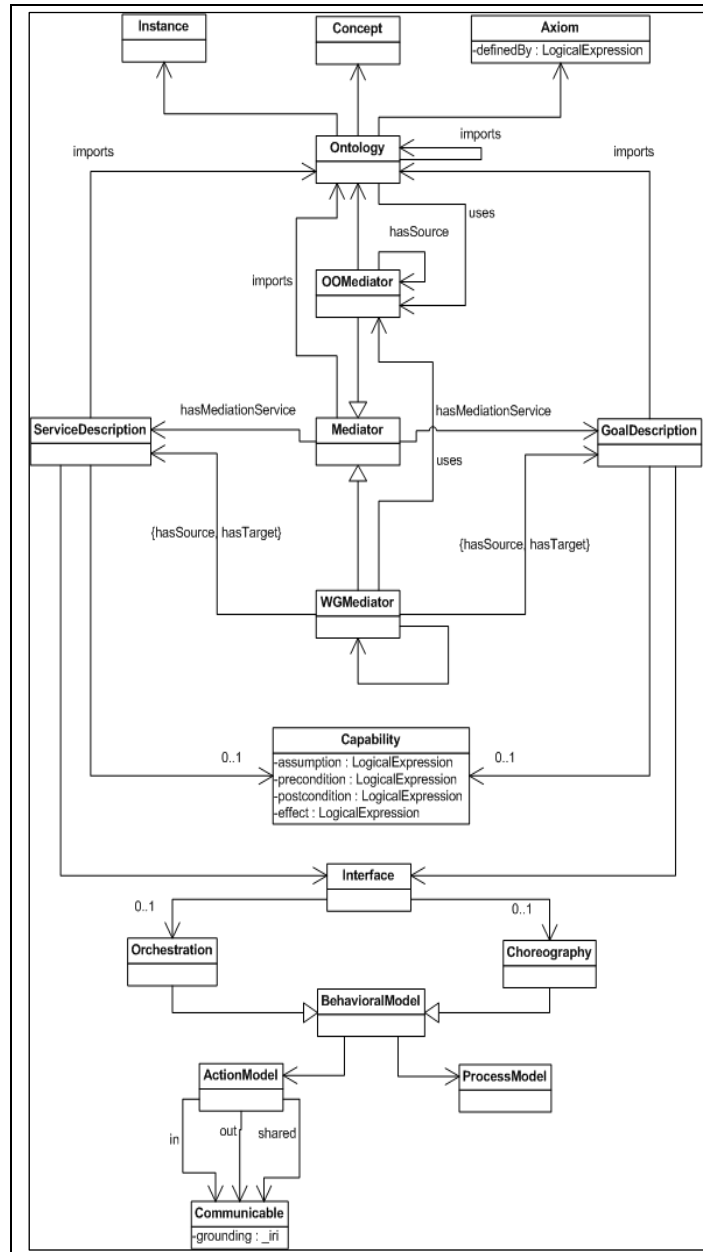 Instance
Concept
Axiom
-definedBy : LogicalExpression
imports
Ontology
imports
imports
uses
hasSource
OOMediator
imports
hasMediationService
hasMediationService
ServiceDescription
Mediator
GoalDescription
uses
{hasSource, hasTarget}
{hasSource, hasTarget}
WGMediator
Capability
0..1
-assumption : LogicalExpression
0..1
-precondition : LogicalExpression
-postcondition : LogicalExpression
-effect : LogicalExpression
Interface
0..1
0..1
Orchestration
Choreography
BehavioralModel
ActionModel
ProcessModel
in
out
shared
Communicable
-grounding : _iri